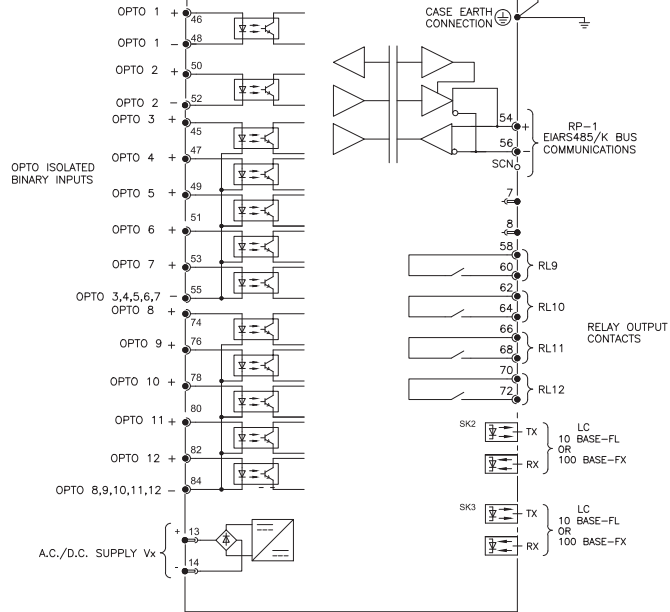 OPTO 1 +
46
OPTO 1 - 48
50
OPTO 2 +
OPTO 2 - 52
OPTO 3 +
45
47
OPTO 4 +
OPTO ISOLATED
BINARY INPUTS
49
OPTO 5 +
51
OPTO 6 +
53
OPTO 7 +
55
OPTO 3,4,5,6,7 -
OPTO 8 +
74
OPTO 9 + 76
78
OPTO 10 +
80
OPTO 11 +
82
OPTO 12 +
84
OPTO 8,9,10,11,12 -
+ 13
A.C./D.C. SUPPLY Vx
- 14
CASE EARTH
CONNECTION
54 +
56 -
SCN
RP-1
EIARS485/K BUS
COMMUNICATIONS
7
8
58
60
RL9
62
64
RL10
66
68
RL11
70
72
RL12
RELAY OUTPUT
CONTACTS
SK2
TX
RX
LC
10 BASE-FL
OR
100 BASE-FX
SK3
TX
RX
LC
10 BASE-FL
OR
100 BASE-FX